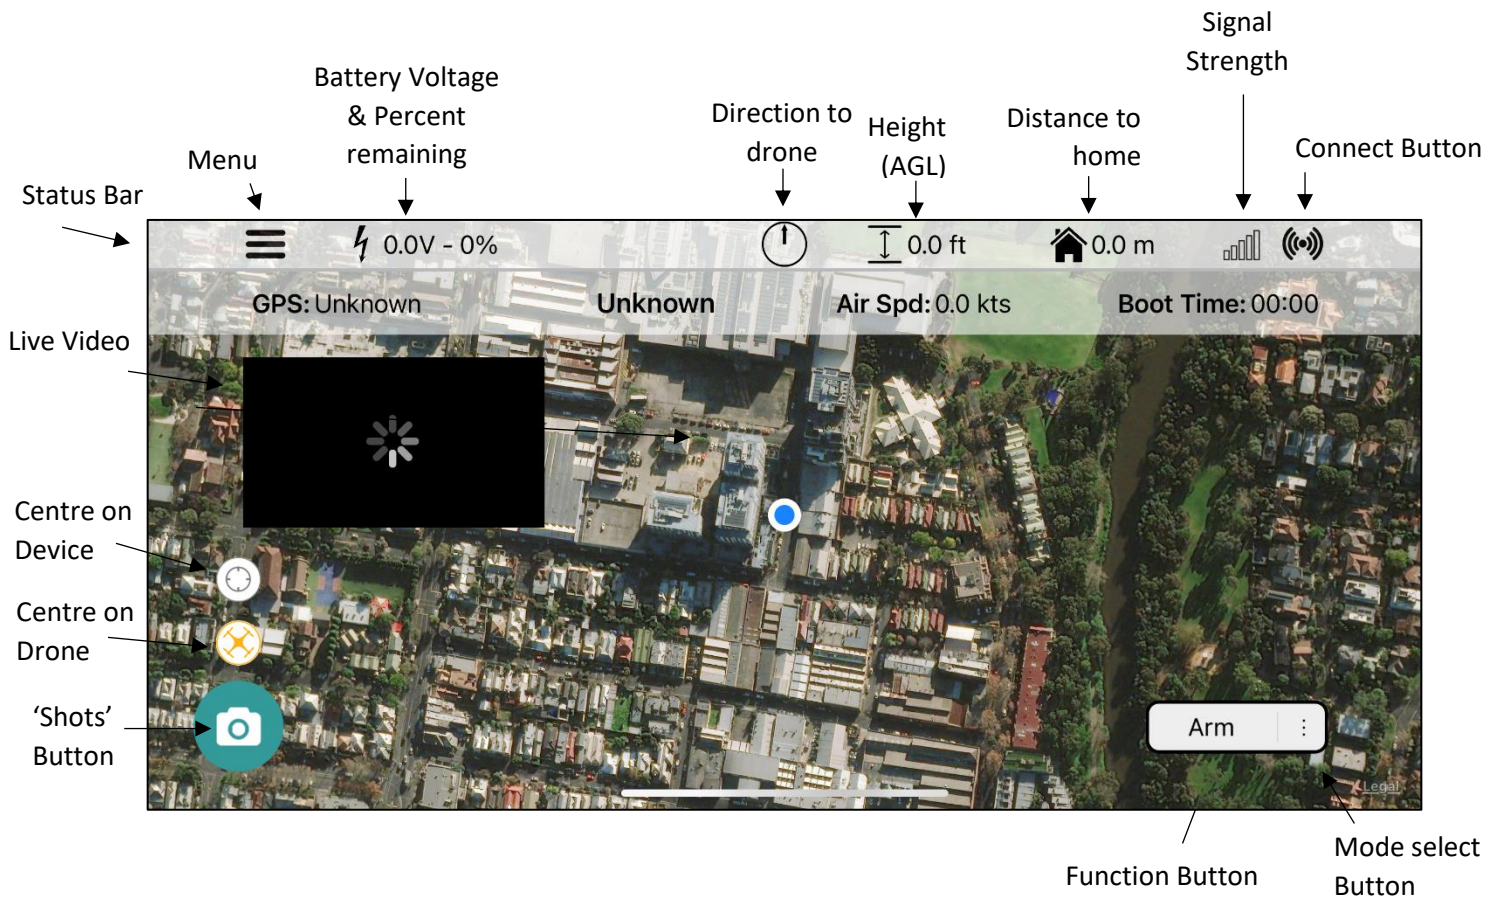 Signal
Strength
Battery Voltage
& Percent
remaining
Direction to
drone
Height
(AGL)
Distance to
home
Connect Button
Menu
Status Bar
0.0V - 0%
0.0 ft
0.0 m
GPS: Unknown
Unknown
Air Spd: 0.0 kts
Boot Time: 00:00
Live Video
Centre on
Device
Centre on
Drone
‘Shots’
Button
Arm
Legal
Function Button
Mode select
Button